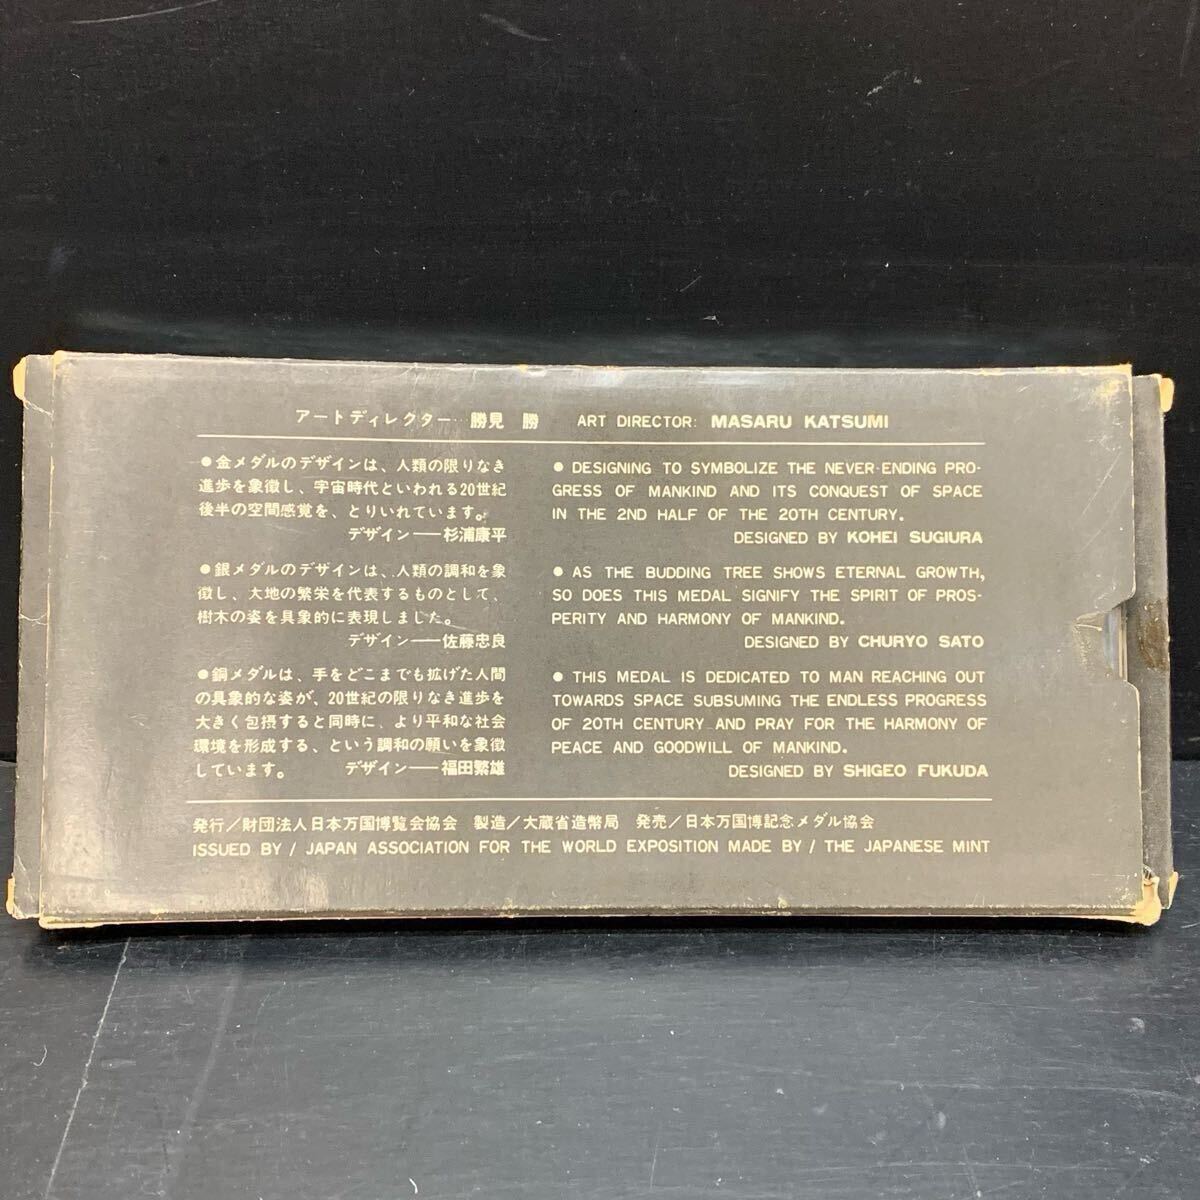 アートディレクター…勝見　勝　ART DIRECTOR: MASARU KATSUMI
●金メダルのデザインは、人類の限りなき
進歩を象徴し、宇宙時代といわれる20世紀
後半の空間感覚を、とりいれています。
デザイン──杉浦康平
●銀メダルのデザインは、人類の調和を象
徴し、大地の繁栄を代表するものとして、
樹木の姿を具象的に表現しました。
デザイン──佐藤忠良
●銅メダルは、手をどこまでも拡げた人間
の具象的な姿が、20世紀の限りなき進歩を
大きく包摂すると同時に、より平和な社会
環境を形成する、という調和の願いを象徴
しています。　デザイン──福田繁雄
● DESIGNING TO SYMBOLIZE THE NEVER-ENDING PRO-
GRESS OF MANKIND AND ITS CONQUEST OF SPACE
IN THE 2ND HALF OF THE 20TH CENTURY.
DESIGNED BY KOHEI SUGIURA
● AS THE BUDDING TREE SHOWS ETERNAL GROWTH,
SO DOES THIS MEDAL SIGNIFY THE SPIRIT OF PROS-
PERITY AND HARMONY OF MANKIND.
DESIGNED BY CHURYO SATO
● THIS MEDAL IS DEDICATED TO MAN REACHING OUT
TOWARDS SPACE SUBSUMING THE ENDLESS PROGRESS
OF 20TH CENTURY AND PRAY FOR THE HARMONY OF
PEACE AND GOODWILL OF MANKIND.
DESIGNED BY SHIGEO FUKUDA
発行／財団法人日本万国博覧会協会　製造／大蔵省造幣局　発売／日本万国博記念メダル協会
ISSUED BY / JAPAN ASSOCIATION FOR THE WORLD EXPOSITION MADE BY / THE JAPANESE MINT